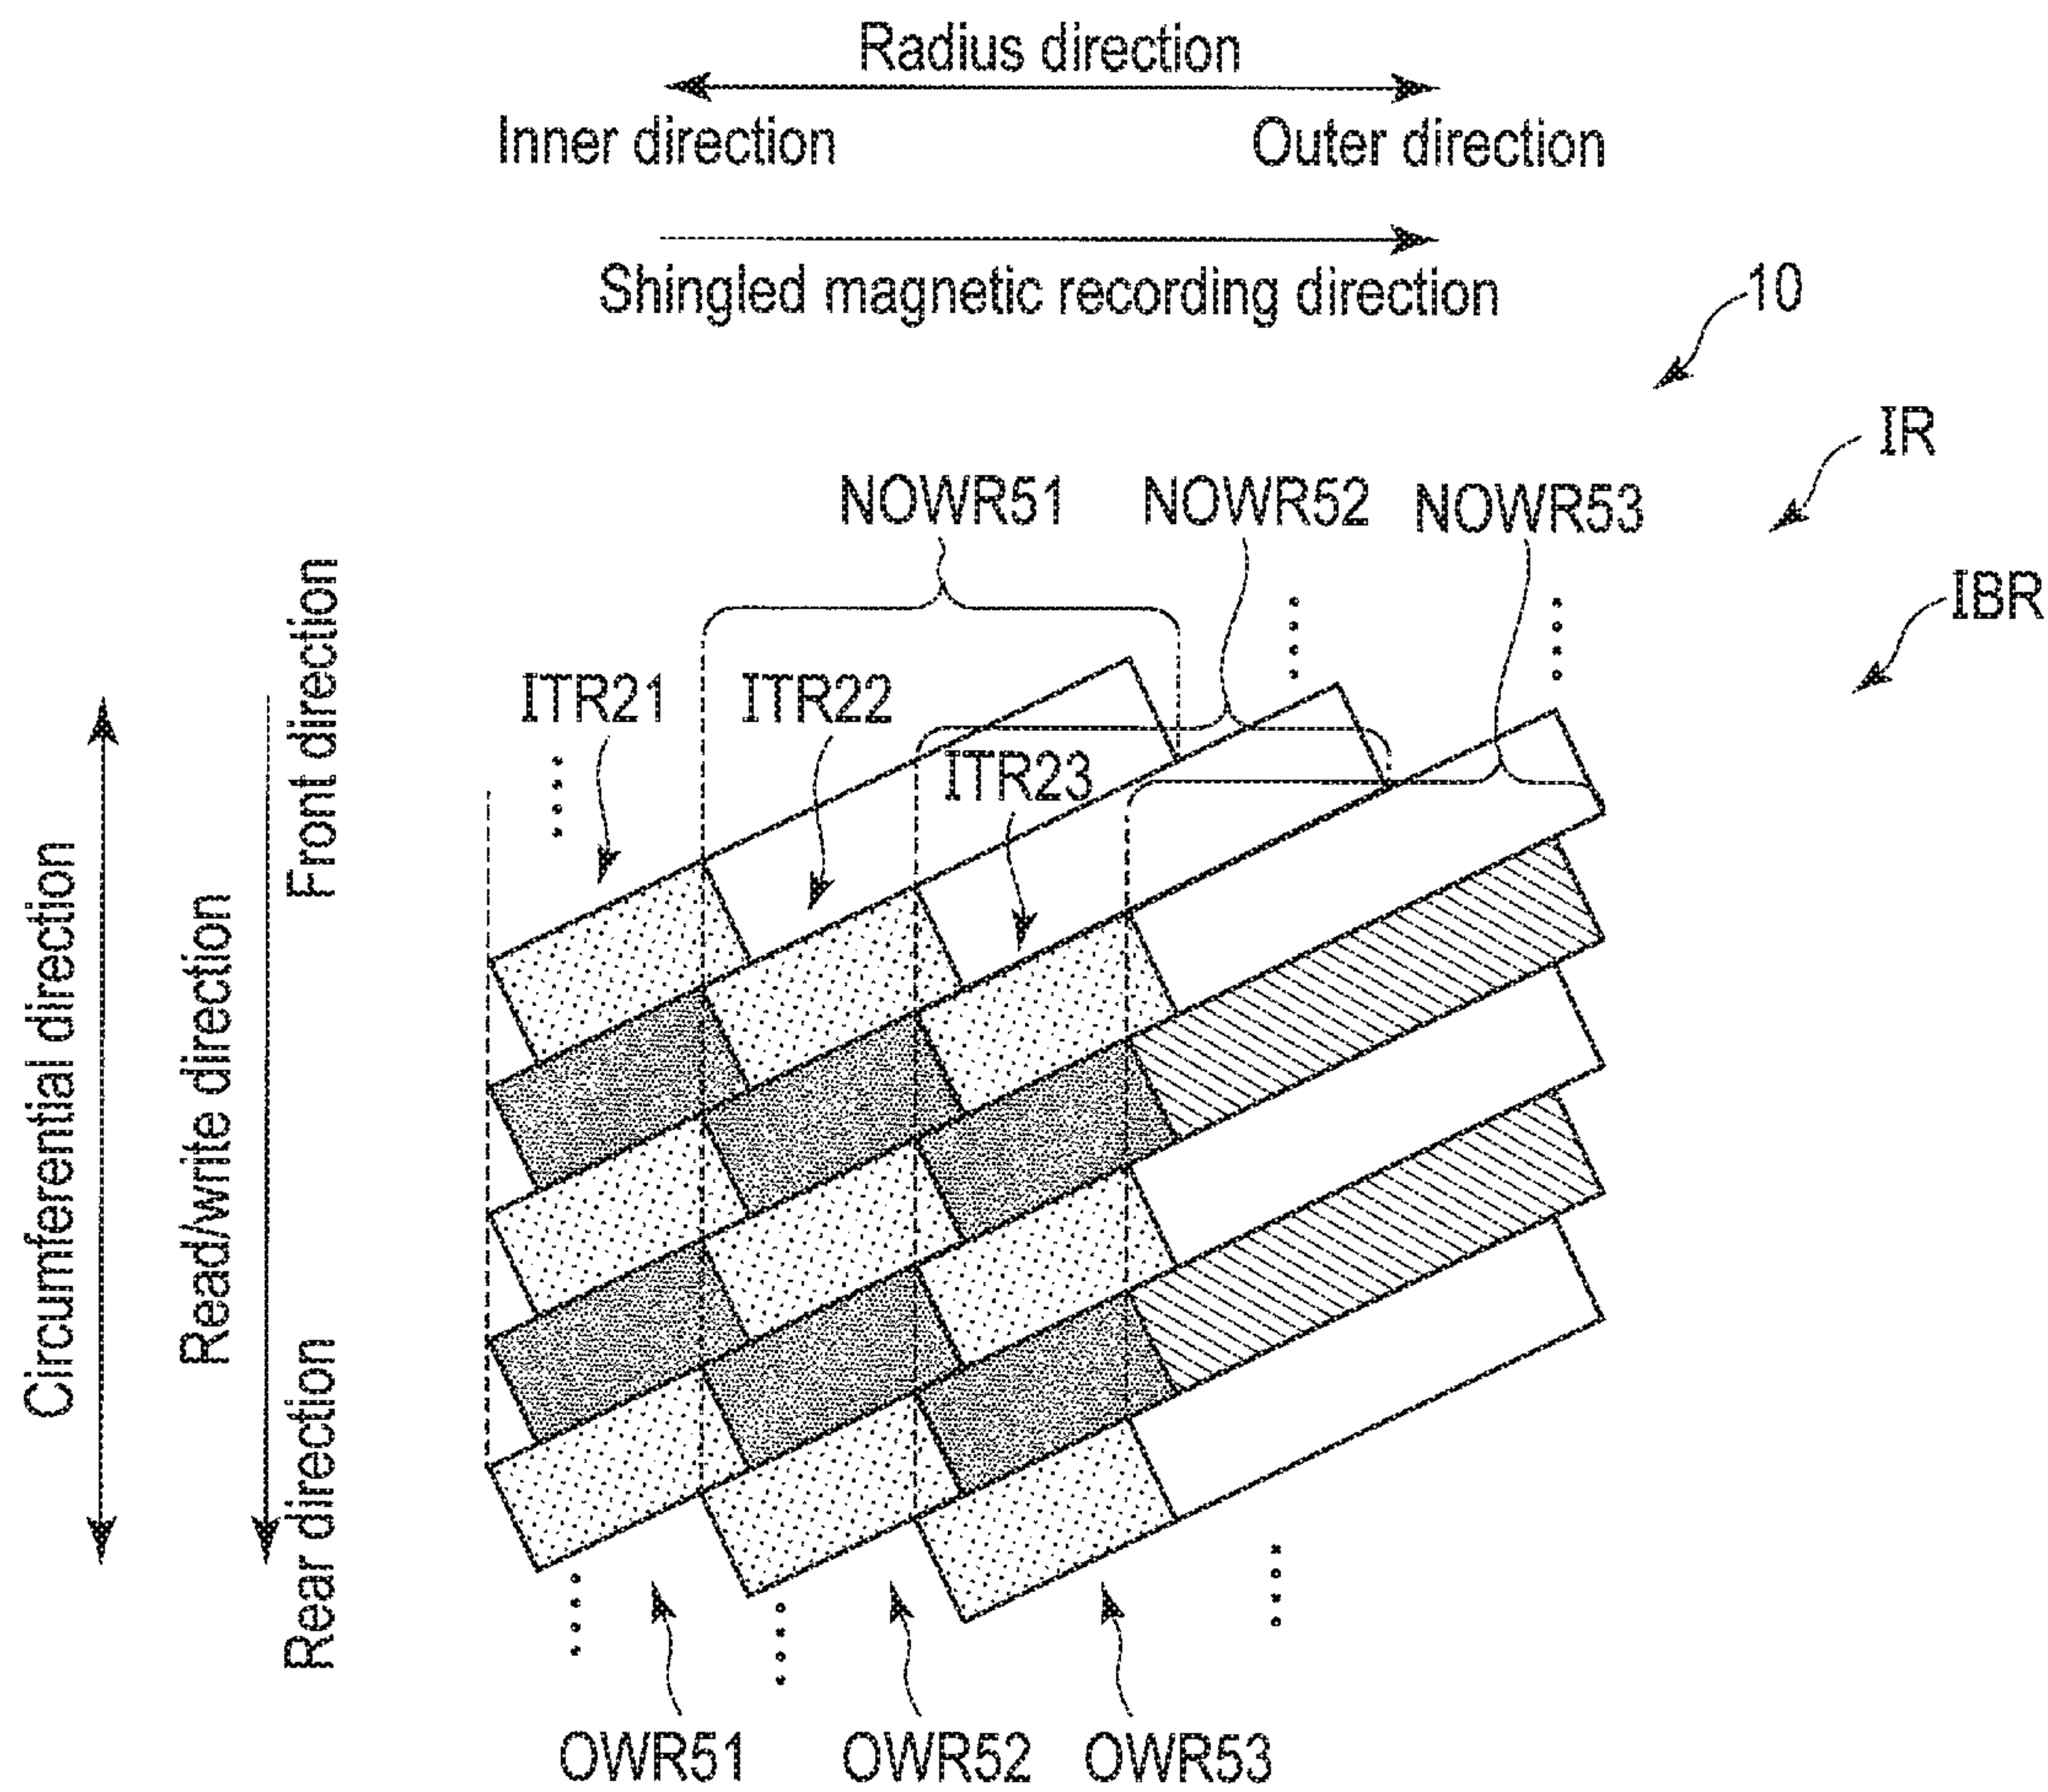 Radius direction
Inner direction
Outer direction
Shingled magnetic recording direction
10
IR
NOWR51
NOWR52
NOWR53
IBR
ITR21
ITR22
ITR23
Circumferential direction
Read/write direction
Front direction
Rear direction
OWR51
OWR52
OWR53